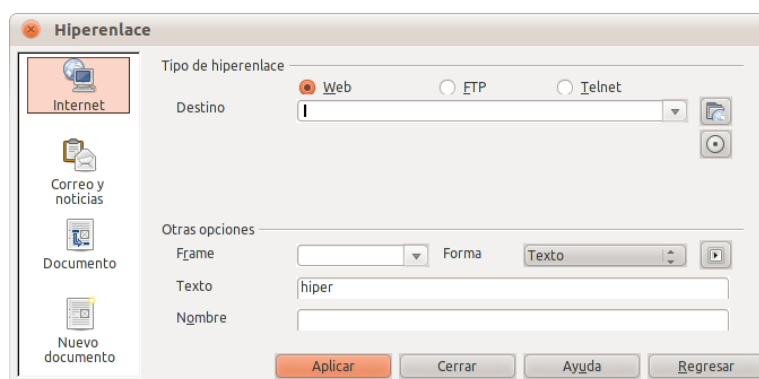 Hiperenlace
Internet
Correo y
noticias
Documento
Nuevo
documento
Tipo de hiperenlace
Web FTP Telnet
Destino
Otras opciones
Frame Forma Texto
Texto hiper
Nombre
Aplicar Cerrar Ayuda Regresar